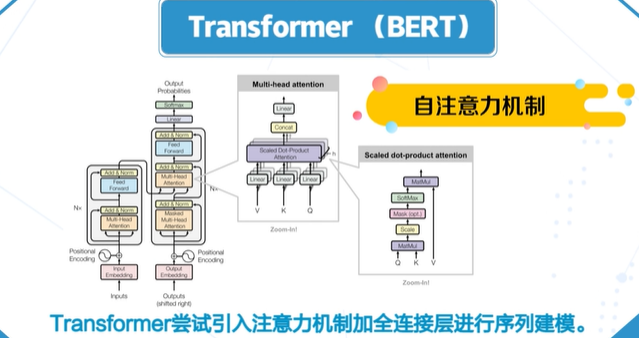 Transformer （BERT）
自注意力机制
Output
Probabilities
Softmax
Linear
Add & Norm
Feed
Forward
Add & Norm
Multi-Head
Attention
Add & Norm
Masked
Multi-Head
Attention
N×
Add & Norm
Feed
Forward
Add & Norm
Multi-Head
Attention
N×
Positional
Encoding
Positional
Encoding
Input
Embedding
Output
Embedding
Inputs
Outputs
(shifted right)
Multi-head attention
Linear
Concat
Scaled Dot-Product
Attention
h
Linear
Linear
Linear
V
K
Q
Zoom-In!
Scaled dot-product attention
MatMul
SoftMax
Mask (opt.)
Scale
MatMul
Q
K
V
Zoom-In!
Transformer尝试引入注意力机制加全连接层进行序列建模。